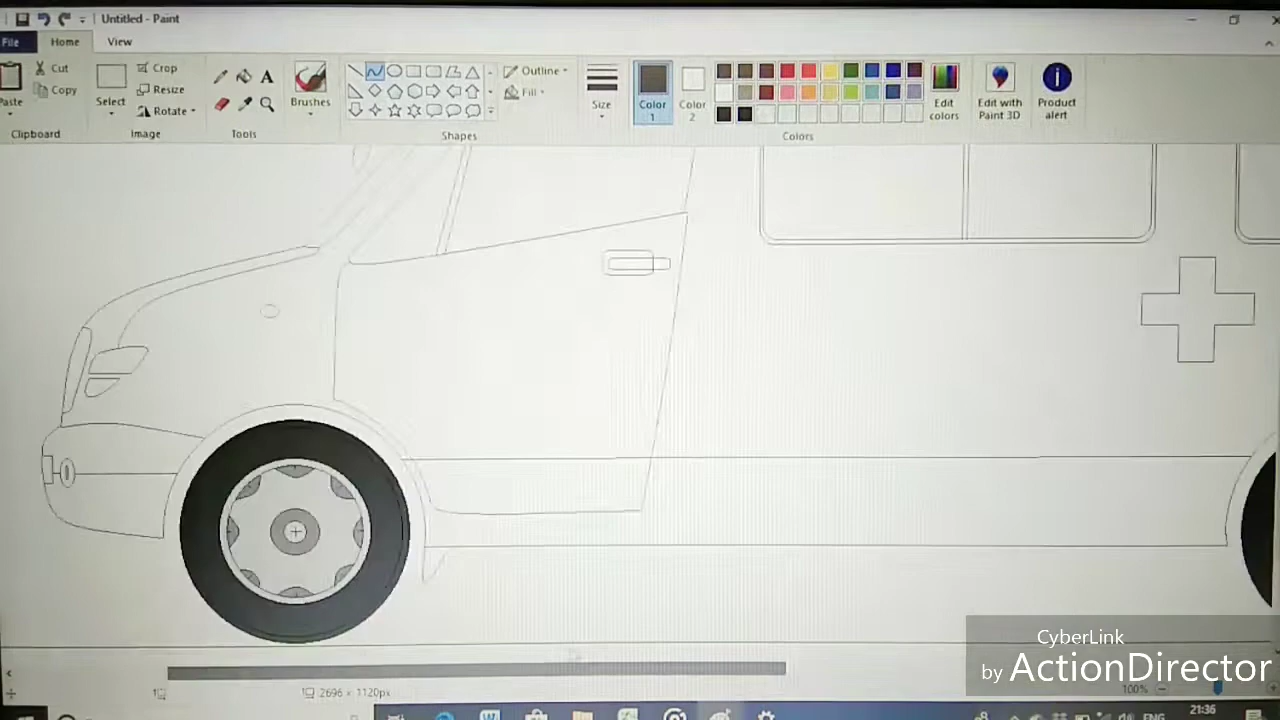 Untitled - Paint
File Home View
Cut
Copy
Paste
Clipboard
Select
Crop
Resize
Rotate
Image
Tools
Brushes
Shapes
Outline
Fill
Size
Color 1
Color 2
Colors
Edit colors
Edit with Paint 3D
Product alert
CyberLink
by ActionDirector
2696 × 1120px
100%
ENG
21:36